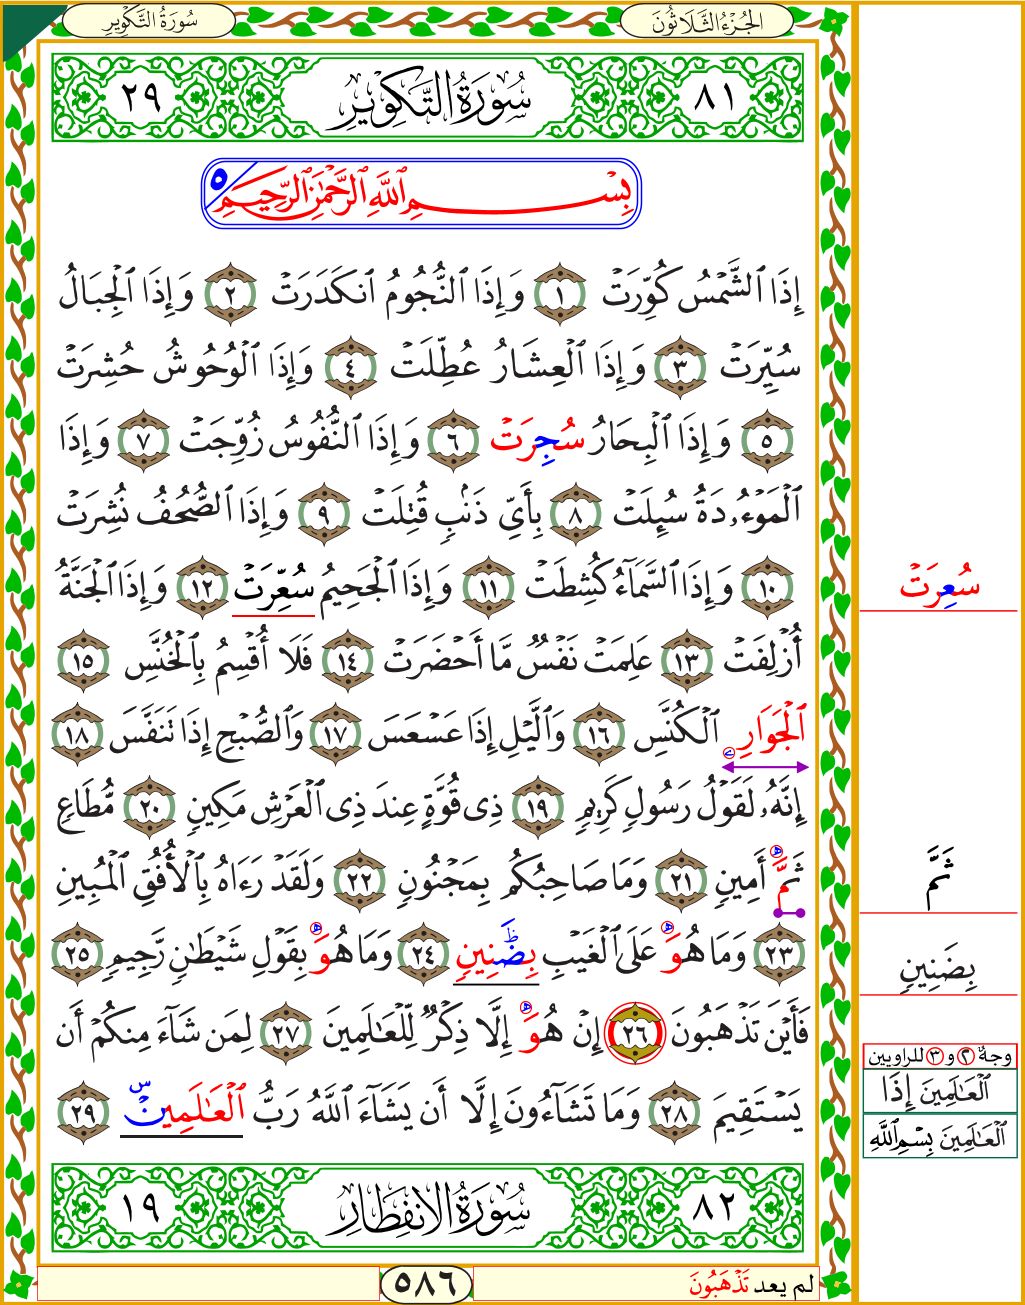 سُورَةُ التَّكْوِيرِ
الجُزْءُ الثَّلَاثُونَ
٨١ سُورَةُ التَّكْوِيرِ ٢٩
بِسْمِ ٱللَّهِ ٱلرَّحْمَٰنِ ٱلرَّحِيمِ ٥
إِذَا ٱلشَّمْسُ كُوِّرَتْ ١ وَإِذَا ٱلنُّجُومُ ٱنكَدَرَتْ ٢ وَإِذَا ٱلْجِبَالُ
سُيِّرَتْ ٣ وَإِذَا ٱلْعِشَارُ عُطِّلَتْ ٤ وَإِذَا ٱلْوُحُوشُ حُشِرَتْ
٥ وَإِذَا ٱلْبِحَارُ سُجِرَتْ ٦ وَإِذَا ٱلنُّفُوسُ زُوِّجَتْ ٧ وَإِذَا
ٱلْمَوْءُۥدَةُ سُئِلَتْ ٨ بِأَيِّ ذَنۢبٍ قُتِلَتْ ٩ وَإِذَا ٱلصُّحُفُ نُشِرَتْ
١٠ وَإِذَا ٱلسَّمَآءُ كُشِطَتْ ١١ وَإِذَا ٱلْجَحِيمُ سُعِّرَتْ ١٢ وَإِذَا ٱلْجَنَّةُ
سُعِرَتْ
أُزْلِفَتْ ١٣ عَلِمَتْ نَفْسٌ مَّا أَحْضَرَتْ ١٤ فَلَا أُقْسِمُ بِٱلْخُنَّسِ ١٥
ٱلْجَوَارِ ٱلْكُنَّسِ ١٦ وَٱلَّيْلِ إِذَا عَسْعَسَ ١٧ وَٱلصُّبْحِ إِذَا تَنَفَّسَ ١٨
إِنَّهُۥ لَقَوْلُ رَسُولٍ كَرِيمٍ ١٩ ذِى قُوَّةٍ عِندَ ذِى ٱلْعَرْشِ مَكِينٍ ٢٠ مُّطَاعٍ
ثَمَّ أَمِينٍ ٢١ وَمَا صَاحِبُكُم بِمَجْنُونٍ ٢٢ وَلَقَدْ رَءَاهُ بِٱلْأُفُقِ ٱلْمُبِينِ
ثَمَّ
٢٣ وَمَا هُوَ عَلَى ٱلْغَيْبِ بِضَنِينٍ ٢٤ وَمَا هُوَ بِقَوْلِ شَيْطَٰنٍ رَّجِيمٍ ٢٥
بِضَنِينٍ
فَأَيْنَ تَذْهَبُونَ ٢٦ إِنْ هُوَ إِلَّا ذِكْرٌ لِّلْعَٰلَمِينَ ٢٧ لِمَن شَآءَ مِنكُمْ أَن
وجهٌ ٢ و ٣ للراويين
ٱلْعَٰلَمِينَ إِذَا
يَسْتَقِيمَ ٢٨ وَمَا تَشَآءُونَ إِلَّا أَن يَشَآءَ ٱللَّهُ رَبُّ ٱلْعَٰلَمِينَ ٢٩
ٱلْعَٰلَمِينَ بِسْمِ ٱللَّهِ
٨٢ سُورَةُ الِانفِطَارِ ١٩
لم يعد تَذْهَبُونَ
٥٨٦